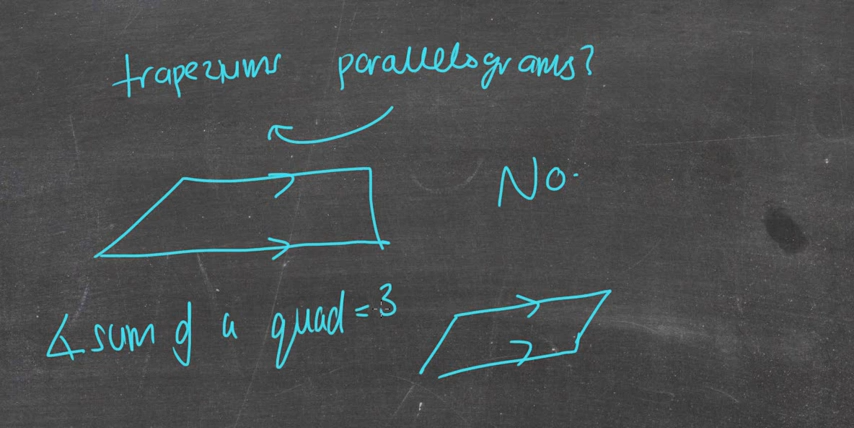 trapeziums parallelograms?
No.
∡ sum of a quad = 3